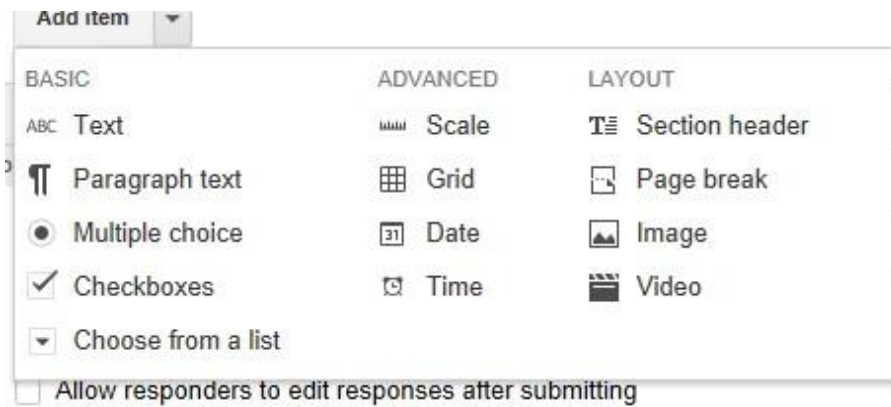 Add item
BASIC ADVANCED LAYOUT
ABC Text Scale Section header
Paragraph text Grid Page break
Multiple choice 31 Date Image
Checkboxes Time Video
Choose from a list
Allow responders to edit responses after submitting